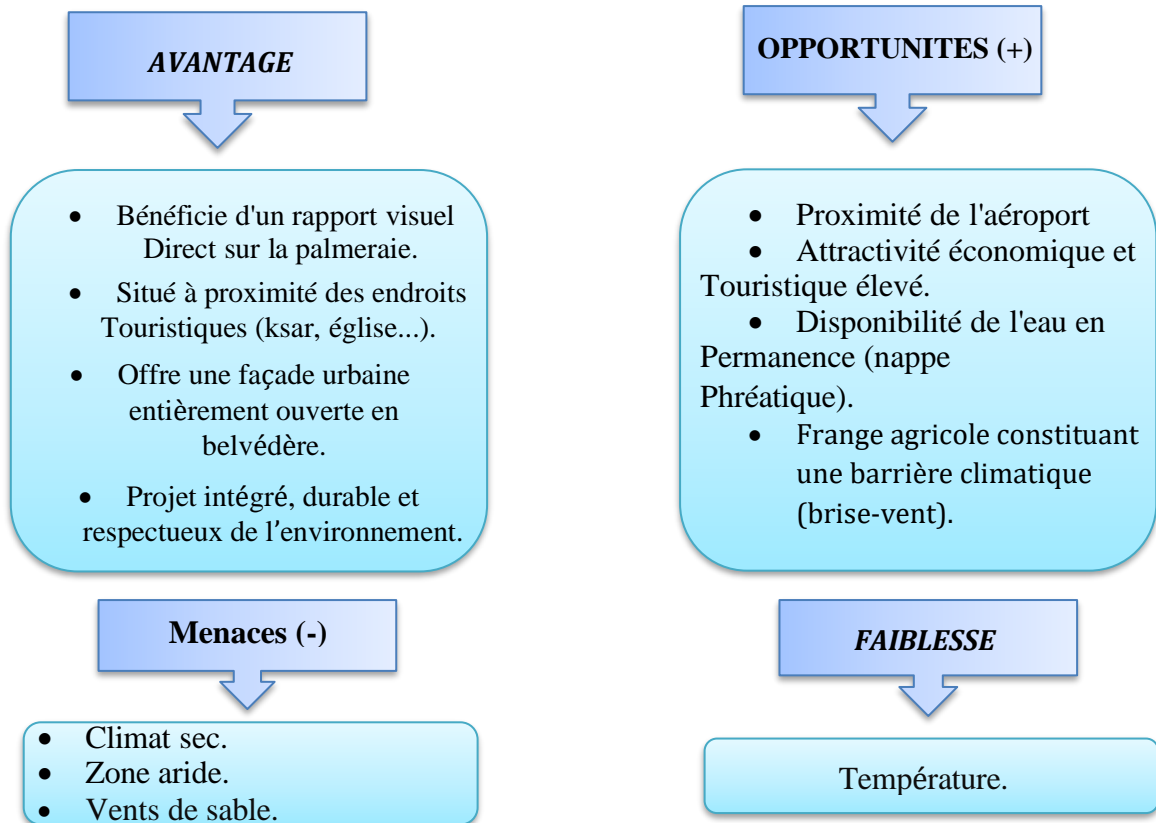 AVANTAGE
• Bénéficie d'un rapport visuel
Direct sur la palmeraie.
• Situé à proximité des endroits
Touristiques (ksar, église...).
• Offre une façade urbaine
entièrement ouverte en
belvédère.
• Projet intégré, durable et
respectueux de l'environnement.
OPPORTUNITES (+)
• Proximité de l'aéroport
• Attractivité économique et
Touristique élevé.
• Disponibilité de l'eau en
Permanence (nappe
Phréatique).
• Frange agricole constituant
une barrière climatique
(brise-vent).
Menaces (-)
• Climat sec.
• Zone aride.
• Vents de sable.
FAIBLESSE
Température.